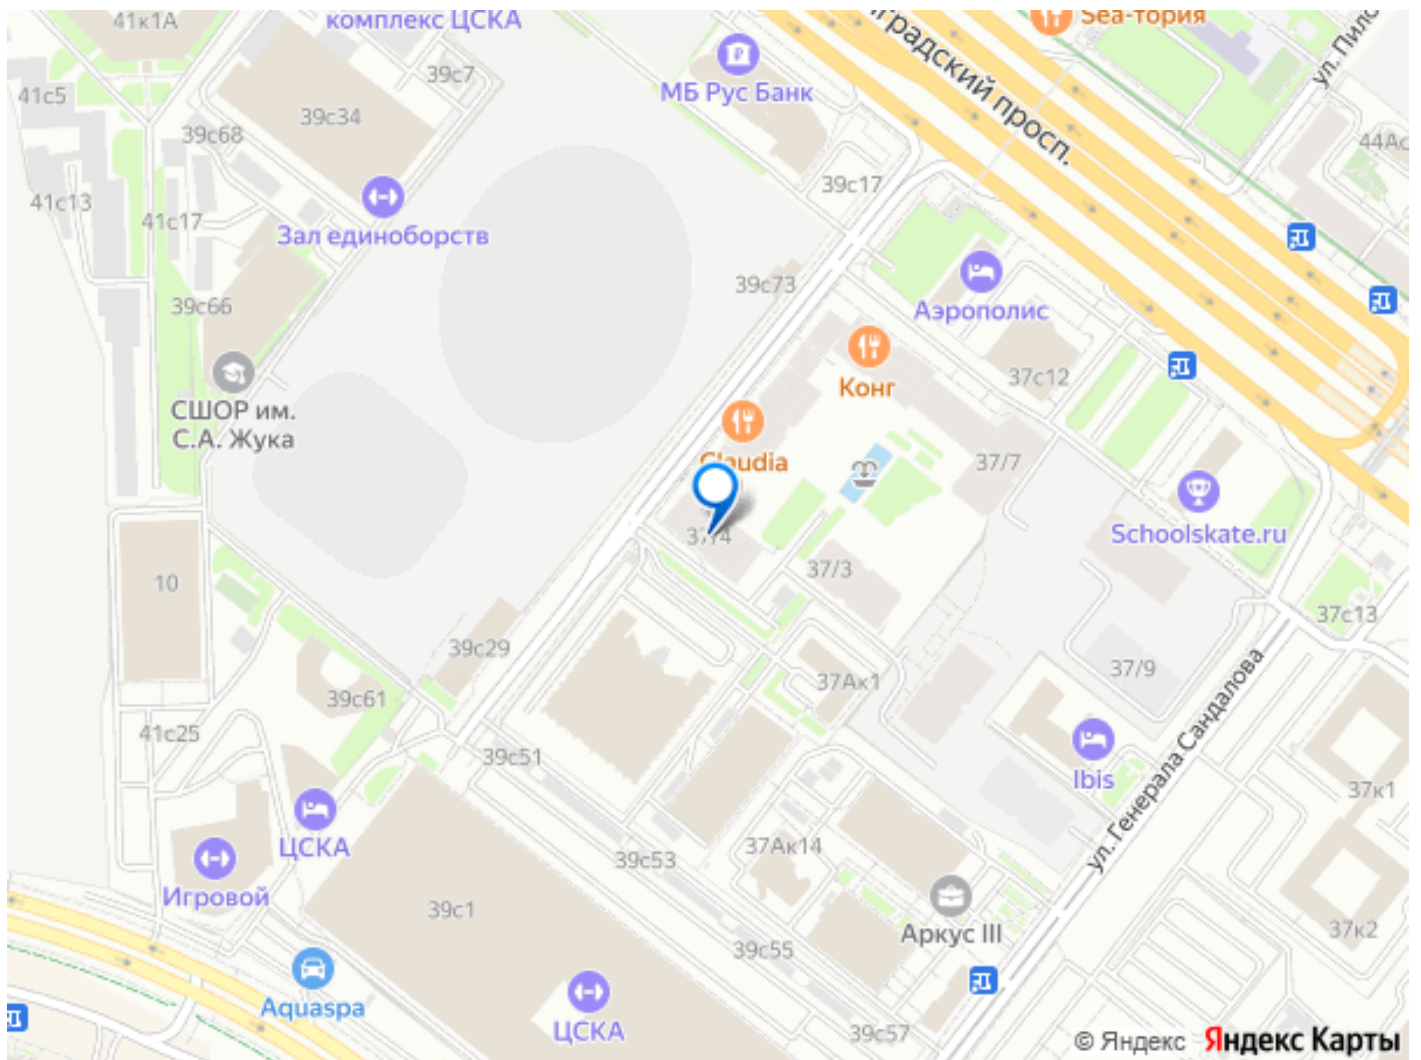 41к1А
комплекс ЦСКА
Sea-тория
градский просп.
ул. Пило
39с7
МБ Рус Банк
41с5
39с34
39с68
44Ас
39с17
41с13
41с17
Зал единоборств
39с73
39с66
Аэрополис
Конг
37с12
СШОР им.
С.А. Жука
Claudia
37/7
37/4
Schoolskate.ru
37/3
10
37с13
39с29
37/9
37Ак1
39с61
41с25
39с51
ул. Генерала Сандалова
Ibis
37к1
ЦСКА
37Ак14
39с53
Игровой
39с1
Аркус III
37к2
39с55
Aquaspa
ЦСКА
39с57
© Яндекс Яндекс Карты